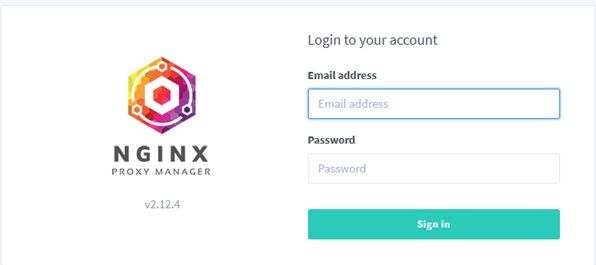 Login to your account
Email address
Email address
Password
Password
Sign in
NGINX
PROXY MANAGER
v2.12.4